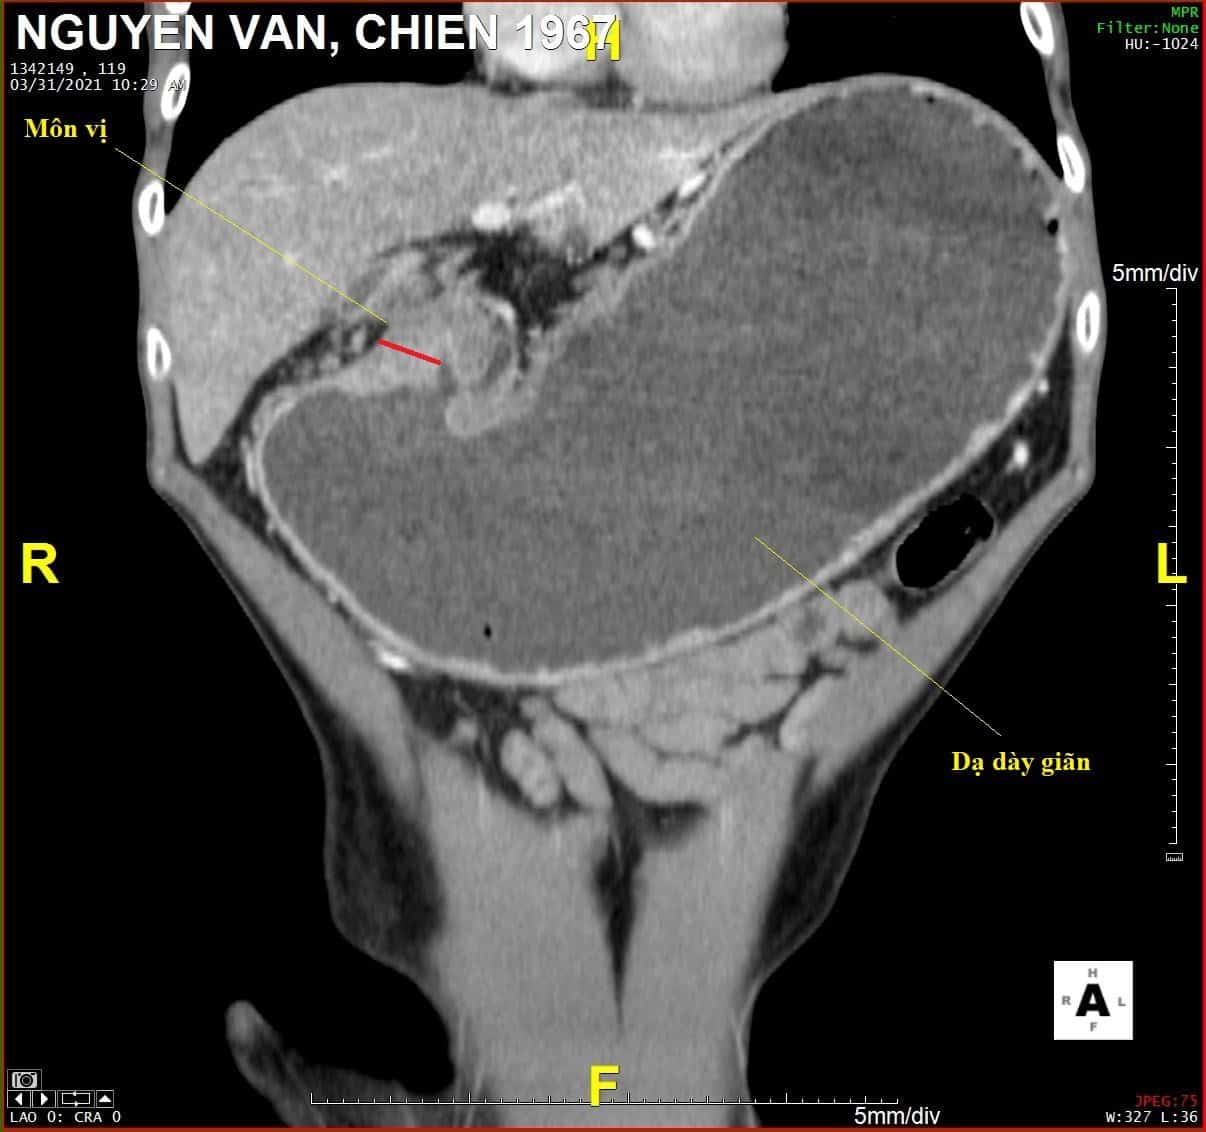 NGUYEN VAN, CHIEN 1967
H
MPR
Filter:None
HU:-1024
1342149 , 119
03/31/2021 10:29 AM
Môn vị
5mm/div
R
L
Dạ dày giãn
H
R A L
F
F
LAO 0: CRA 0
5mm/div
JPEG:75
W:327 L:36